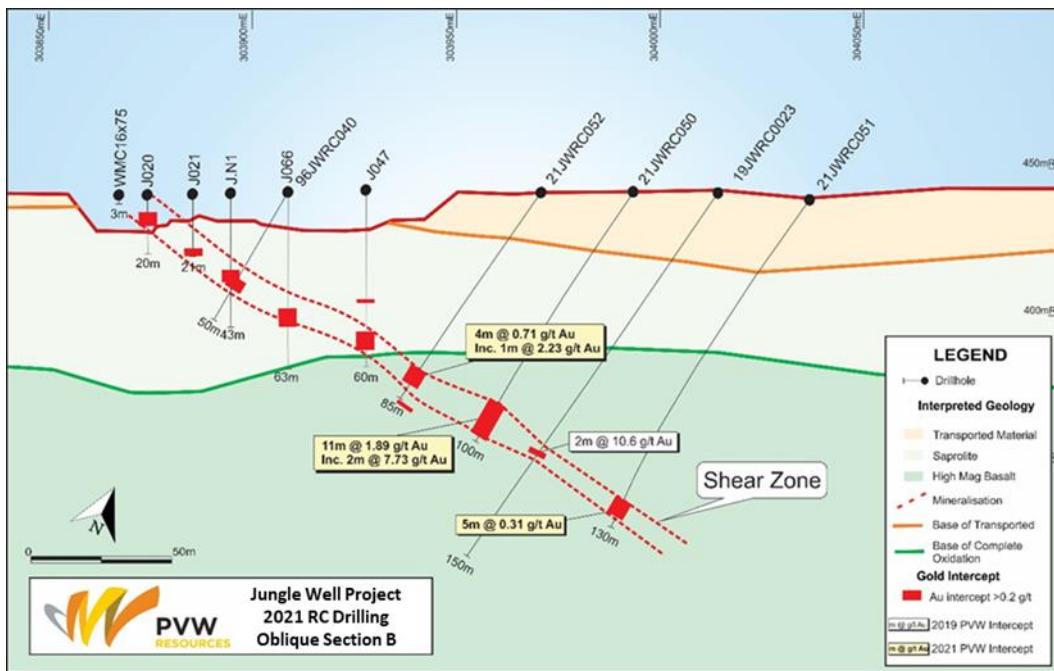 303850mE
303900mE
303950mE
304000mE
304050mE
WMC16x75
J020
J021
J.N1
J066
96JWRC040
J047
21JWRC052
21JWRC050
19JWRC0023
21JWRC051
450m
400m
3m
20m
21m
50m
43m
63m
60m
85m
100m
150m
130m
4m @ 0.71 g/t Au
Inc. 1m @ 2.23 g/t Au
11m @ 1.89 g/t Au
Inc. 2m @ 7.73 g/t Au
2m @ 10.6 g/t Au
5m @ 0.31 g/t Au
Shear Zone
N
0
50m
PVW
RESOURCES
Jungle Well Project
2021 RC Drilling
Oblique Section B
LEGEND
Drillhole
Interpreted Geology
Transported Material
Saprolite
High Mag Basalt
Mineralisation
Base of Transported
Base of Complete
Oxidation
Gold Intercept
Au intercept >0.2 g/t
m @ g/t Au 2019 PVW Intercept
m @ g/t Au 2021 PVW Intercept